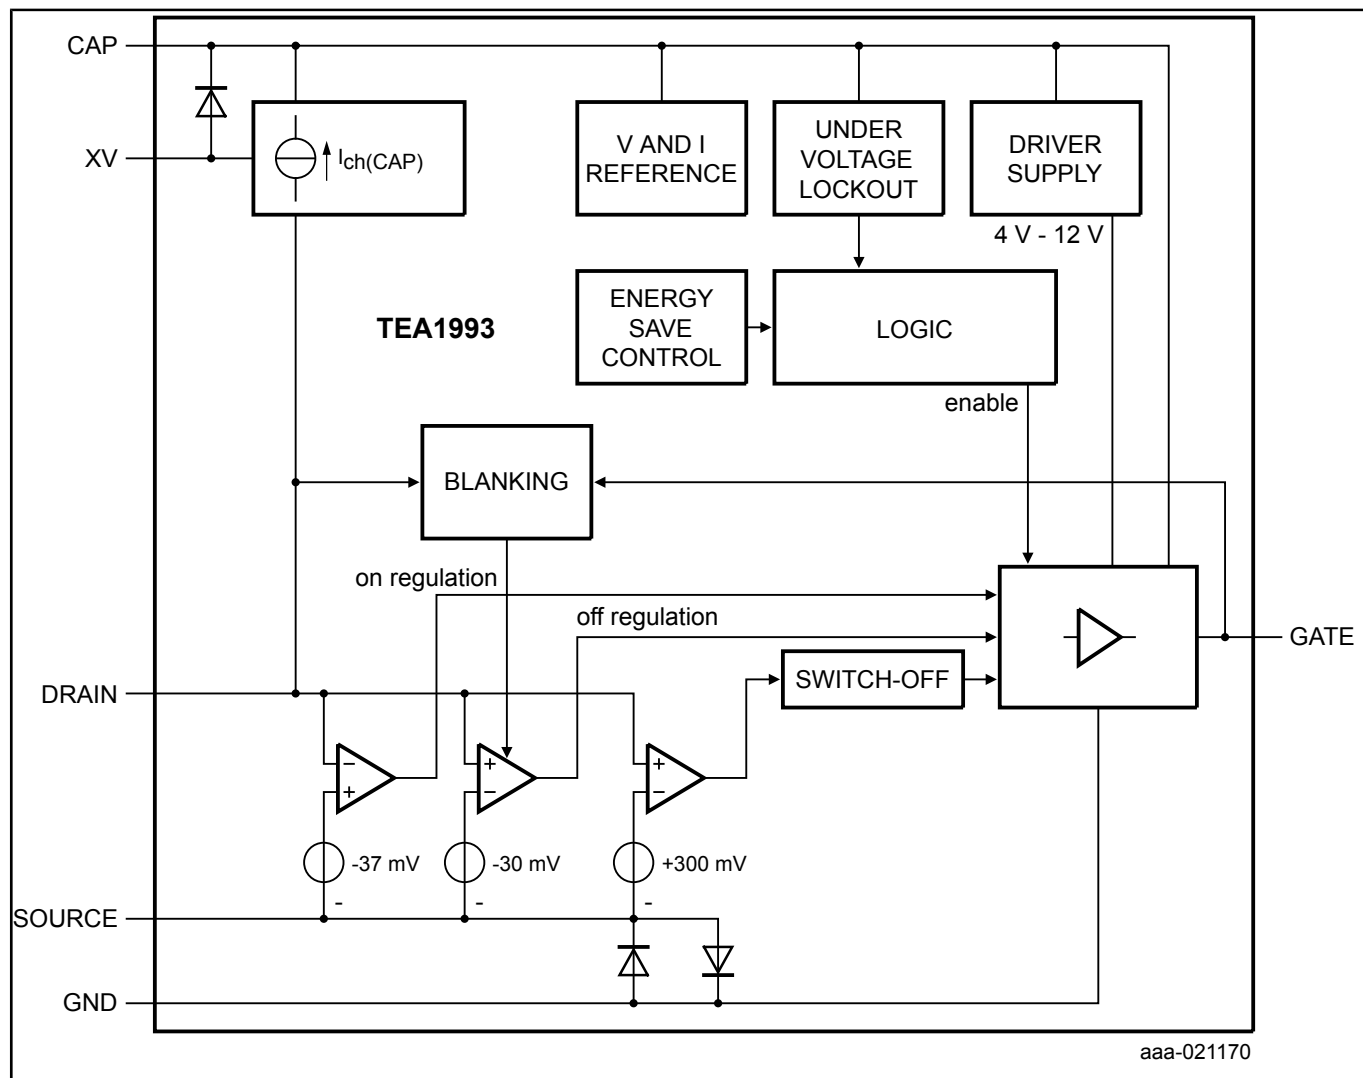 CAP
XV
Ich(CAP)
V AND I
REFERENCE
UNDER
VOLTAGE
LOCKOUT
DRIVER
SUPPLY
4 V - 12 V
TEA1993
ENERGY
SAVE
CONTROL
LOGIC
enable
BLANKING
on regulation
off regulation
GATE
SWITCH-OFF
DRAIN
−
+
+
−
+
−
-37 mV
-30 mV
+300 mV
-
-
-
SOURCE
GND
aaa-021170